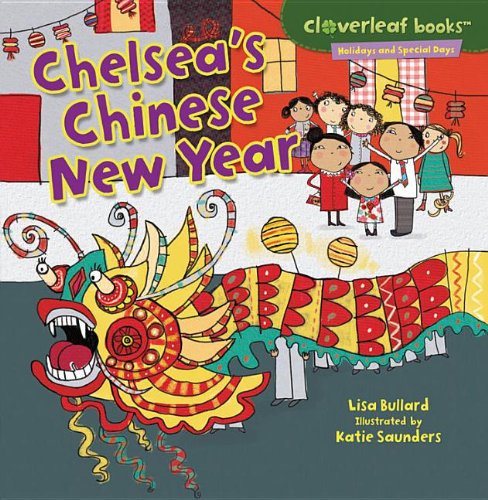 Cloverleaf books™
Holidays and Special Days
Chelsea's
Chinese
New Year
Lisa Bullard
Illustrated by
Katie Saunders